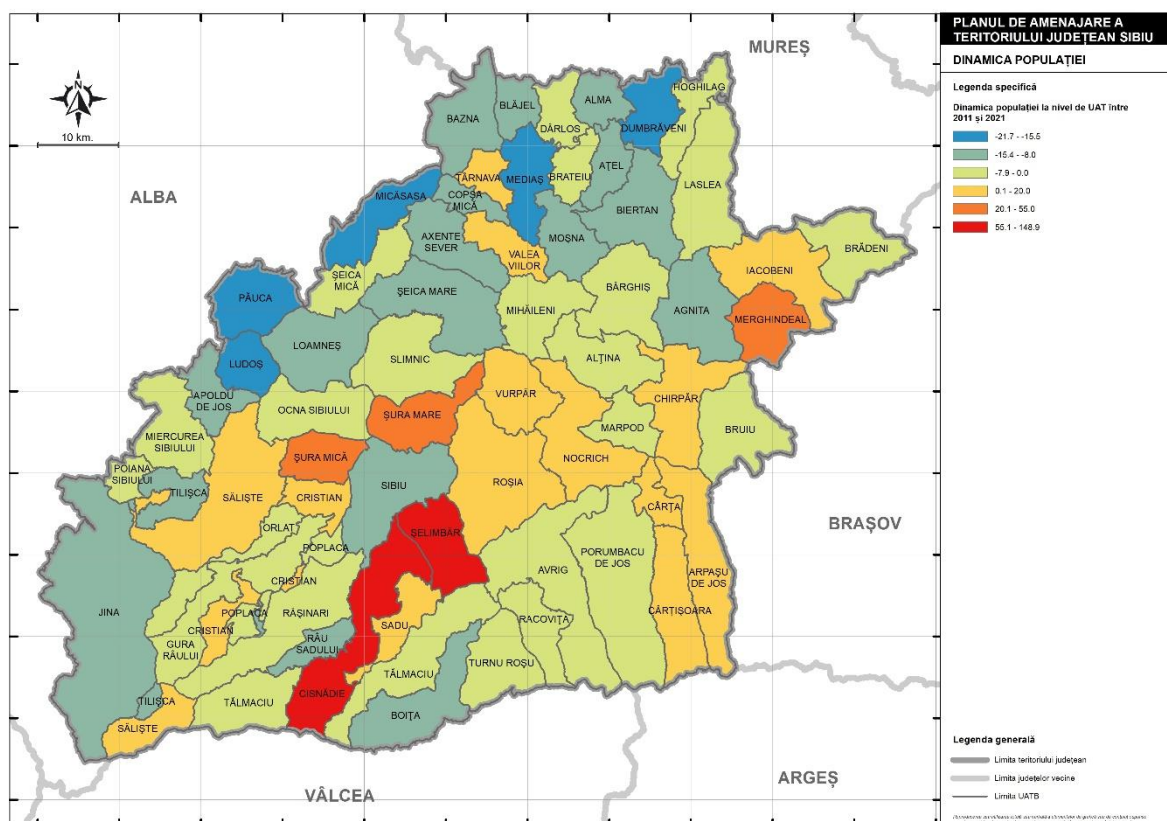 PLANUL DE AMENAJARE A
TERITORIULUI JUDEȚEAN SIBIU
DINAMICA POPULAȚIEI
Legenda specifică
Dinamica populației la nivel de UAT între
2011 și 2021
-21.7 - -15.5
-15.4 - -8.0
-7.9 - 0.0
0.1 - 20.0
20.1 - 55.0
55.1 - 148.9
N
10 km.
MUREȘ
ALBA
BRAȘOV
ARGEȘ
VÂLCEA
HOGHILAG
BLĂJEL
ALMA
BAZNA
DÂRLOS
DUMBRĂVENI
AȚEL
TÂRNAVA
MEDIAȘ
BRATEIU
LASLEA
MICĂSASA
COPȘA
MICĂ
BIERTAN
AXENTE
SEVER
MOȘNA
VALEA
VIILOR
BRĂDENI
IACOBENI
ȘEICA
MICĂ
PĂUCA
ȘEICA MARE
BÂRGHIȘ
MIHĂILENI
AGNITA
MERGHINDEAL
LOAMNEȘ
SLIMNIC
ALȚINA
LUDOȘ
APOLDU
DE JOS
OCNA SIBIULUI
ȘURA MARE
VURPĂR
CHIRPĂR
MARPOD
BRUIU
MIERCUREA
SIBIULUI
ȘURA MICĂ
NOCRICH
POIANA
SIBIULUI
TILIȘCA
SĂLIȘTE
CRISTIAN
SIBIU
ROȘIA
CÂRȚA
ORLAT
POPLACA
ȘELIMBĂR
PORUMBACU
DE JOS
AVRIG
ARPAȘU
DE JOS
CRISTIAN
JINA
POPLACA
RĂȘINARI
CÂRȚIȘOARA
RACOVIȚA
CRISTIAN
SADU
GURA
RÂULUI
RÂU
SADULUI
TURNU ROȘU
TĂLMACIU
CISNĂDIE
TILIȘCA
TĂLMACIU
BOIȚA
SĂLIȘTE
Legenda generală
Limita teritoriului județean
Limita județelor vecine
Limita UATB